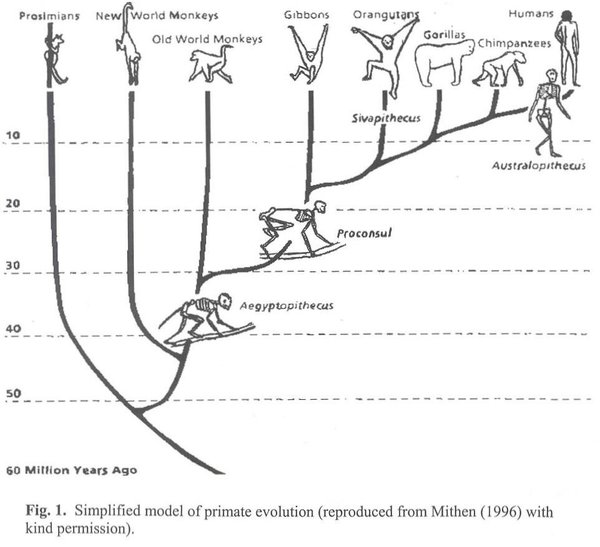 Prosimians New World Monkeys
Old World Monkeys
Gibbons
Orangutans
Gorillas
Chimpanzees
Humans
Sivapithecus
10
Australopithecus
20
Proconsul
30
Aegyptopithecus
40
50
60 Million Years Ago
Fig. 1. Simplified model of primate evolution (reproduced from Mithen (1996) with
kind permission).